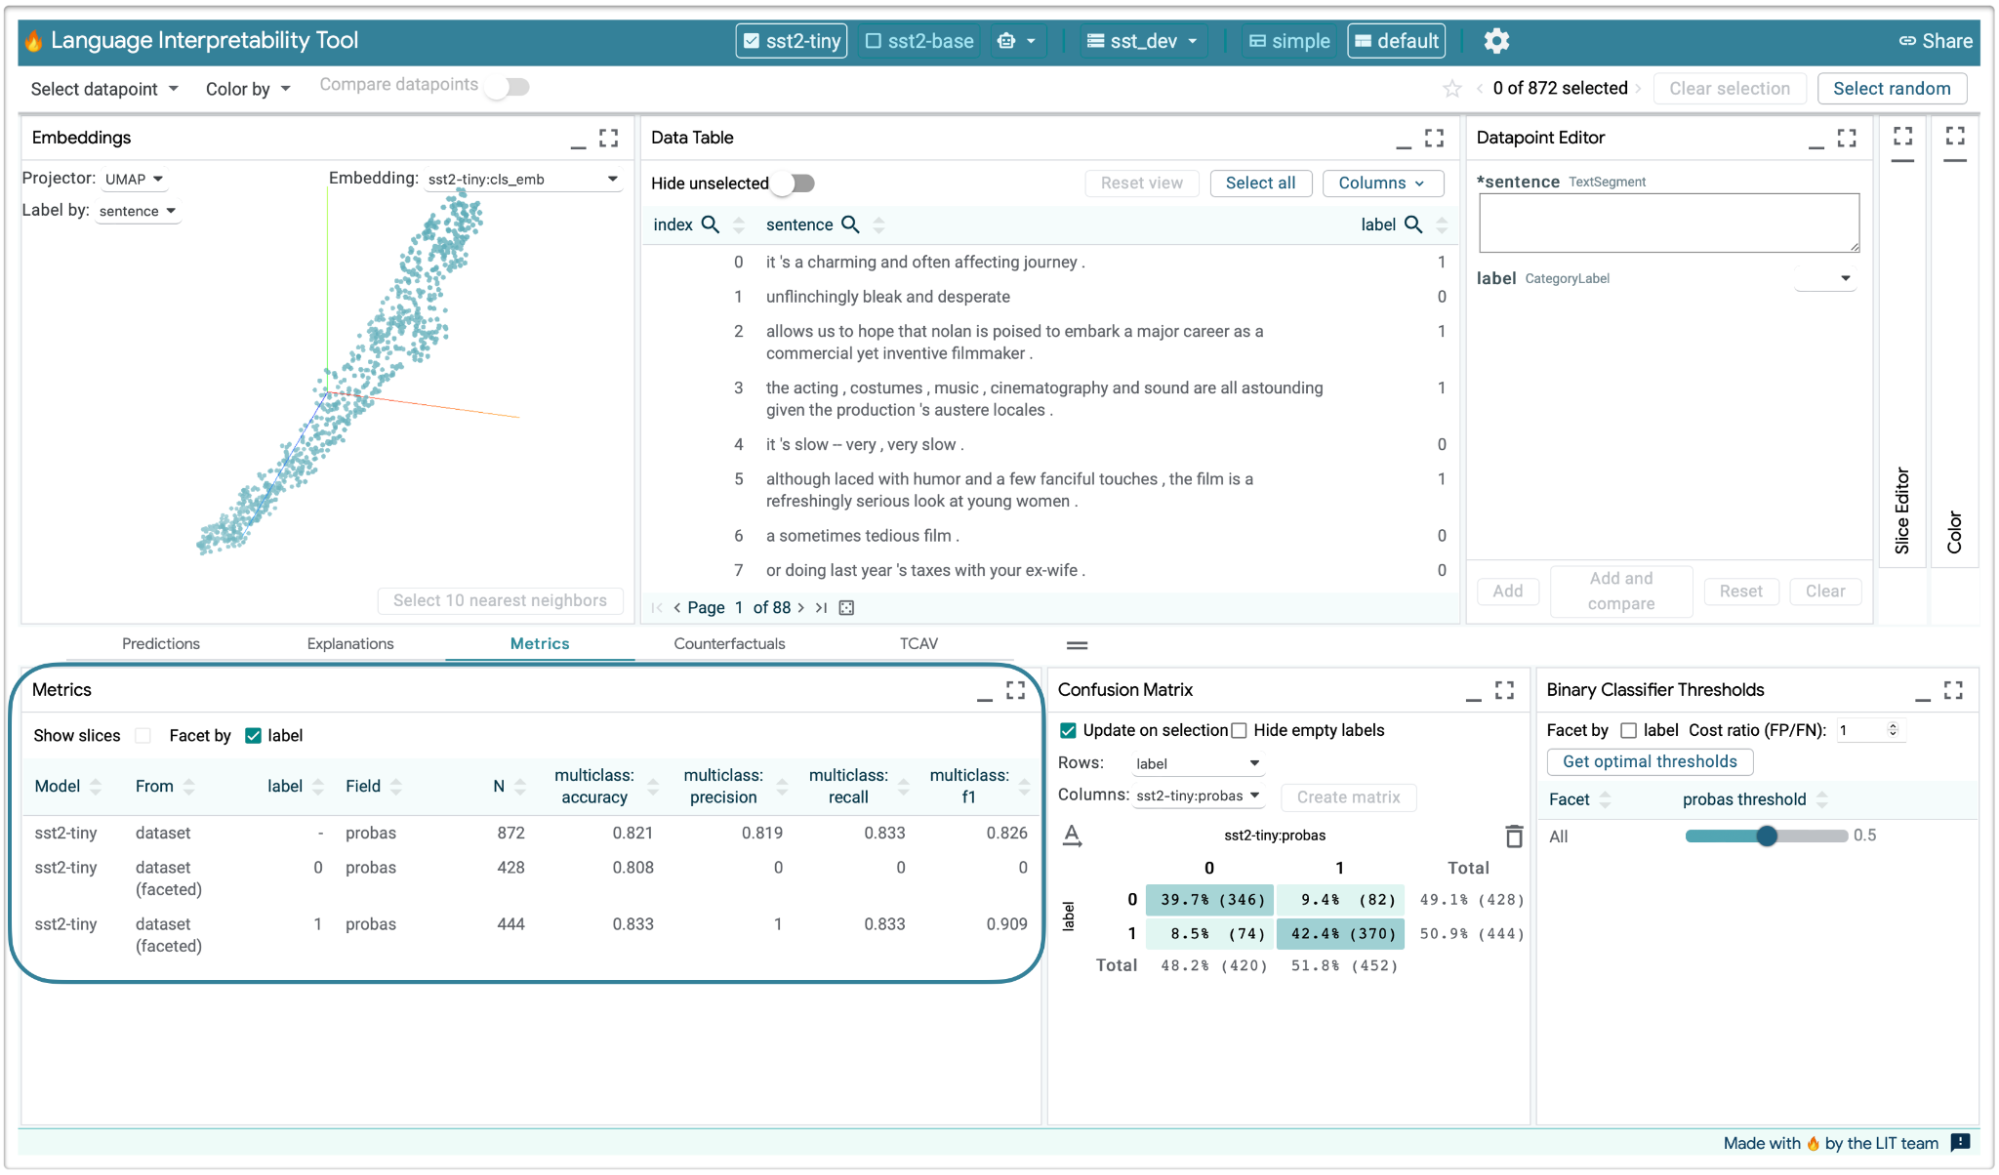 Language Interpretability Tool
sst2-tiny sst2-base sst_dev simple default Share
Select datapoint Color by Compare datapoints 0 of 872 selected Clear selection Select random
Embeddings
Projector: UMAP Embedding: sst2-tiny:cls_emb
Label by: sentence
Select 10 nearest neighbors
Data Table
Hide unselected Reset view Select all Columns
index sentence label
0 it 's a charming and often affecting journey . 1
1 unflinchingly bleak and desperate 0
2 allows us to hope that nolan is poised to embark a major career as a 1
commercial yet inventive filmmaker .
3 the acting , costumes , music , cinematography and sound are all astounding 1
given the production 's austere locales .
4 it 's slow -- very , very slow . 0
5 although laced with humor and a few fanciful touches , the film is a 1
refreshingly serious look at young women .
6 a sometimes tedious film . 0
7 or doing last year 's taxes with your ex-wife . 0
Page 1 of 88
Datapoint Editor
*sentence TextSegment
label CategoryLabel
Add Add and Reset Clear
compare
Slice Editor
Color
Predictions Explanations Metrics Counterfactuals TCAV
Metrics
Show slices Facet by label
Model From label Field N multiclass: multiclass: multiclass: multiclass:
accuracy precision recall f1
sst2-tiny dataset - probas 872 0.821 0.819 0.833 0.826
sst2-tiny dataset 0 probas 428 0.808 0 0 0
(faceted)
sst2-tiny dataset 1 probas 444 0.833 1 0.833 0.909
(faceted)
Confusion Matrix
Update on selection Hide empty labels
Rows: label
Columns: sst2-tiny:probas Create matrix
sst2-tiny:probas
0 1 Total
label
0 39.7% (346) 9.4% (82) 49.1% (428)
1 8.5% (74) 42.4% (370) 50.9% (444)
Total 48.2% (420) 51.8% (452)
Binary Classifier Thresholds
Facet by label Cost ratio (FP/FN): 1
Get optimal thresholds
Facet probas threshold
All 0.5
Made with by the LIT team